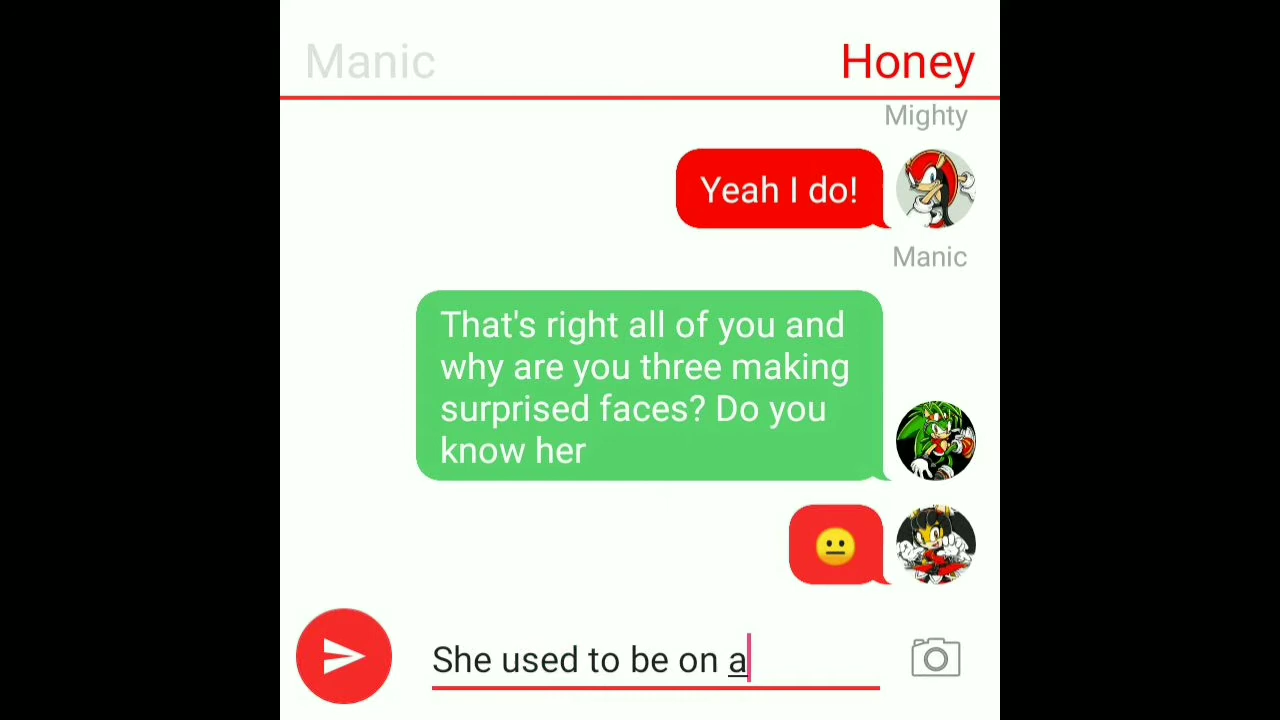 Manic Honey
Mighty
Yeah I do!
Manic
That's right all of you and
why are you three making
surprised faces? Do you
know her
😐
She used to be on a